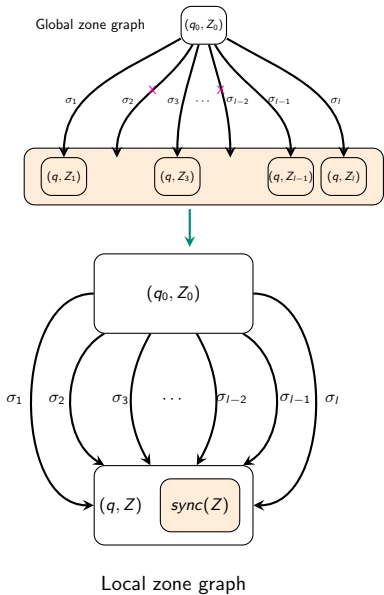 Global zone graph
(q₀, Z₀)
σ₁ σ₂ σ₃ ... σₗ₋₂ σₗ₋₁ σₗ
(q, Z₁) (q, Z₃) (q, Zₗ₋₁) (q, Zₗ)
(q₀, Z₀)
σ₁ σ₂ σ₃ ... σₗ₋₂ σₗ₋₁ σₗ
(q, Z) sync(Z)
Local zone graph